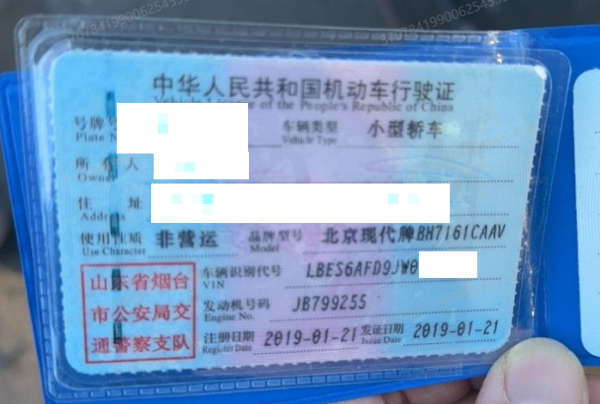 37078419900625454X
中华人民共和国机动车行驶证
Vehicle License of the People's Republic of China
号牌号 车辆类型 小型轿车
Plate Vehicle Type
所有人
Owner
住 址
Address
使用性质 非营运 品牌型号 北京现代牌BH7161CAAV
Use Character Model
车辆识别代号 LBES6AFD9JW0
VIN
发动机号码 JB799255
Engine No.
注册日期 2019-01-21 发证日期 2019-01-21
Register Date Issue Date
山东省烟台
市公安局交
通警察支队